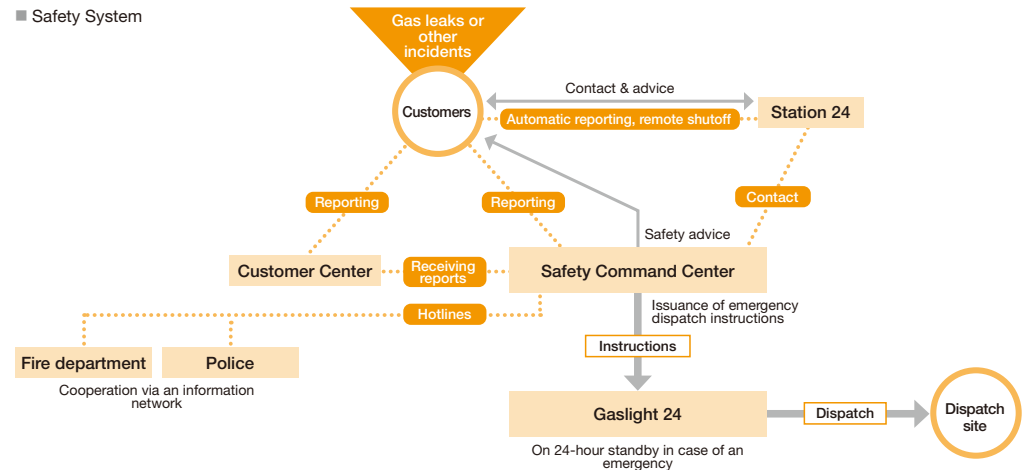 Safety System
Gas leaks or
other
incidents
Customers
Contact & advice
Automatic reporting, remote shutoff
Station 24
Reporting
Reporting
Contact
Safety advice
Customer Center
Receiving
reports
Safety Command Center
Hotlines
Issuance of emergency
dispatch instructions
Instructions
Fire department
Police
Cooperation via an information
network
Gaslight 24
Dispatch
Dispatch
site
On 24-hour standby in case of an
emergency